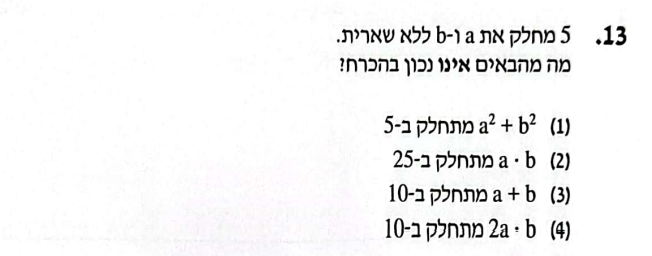 13. 5 מחלק את a ו-b ללא שארית.
מה מהבאים אינו נכון בהכרח?
(1) a² + b² מתחלק ב-5
(2) a · b מתחלק ב-25
(3) a + b מתחלק ב-10
(4) 2a · b מתחלק ב-10